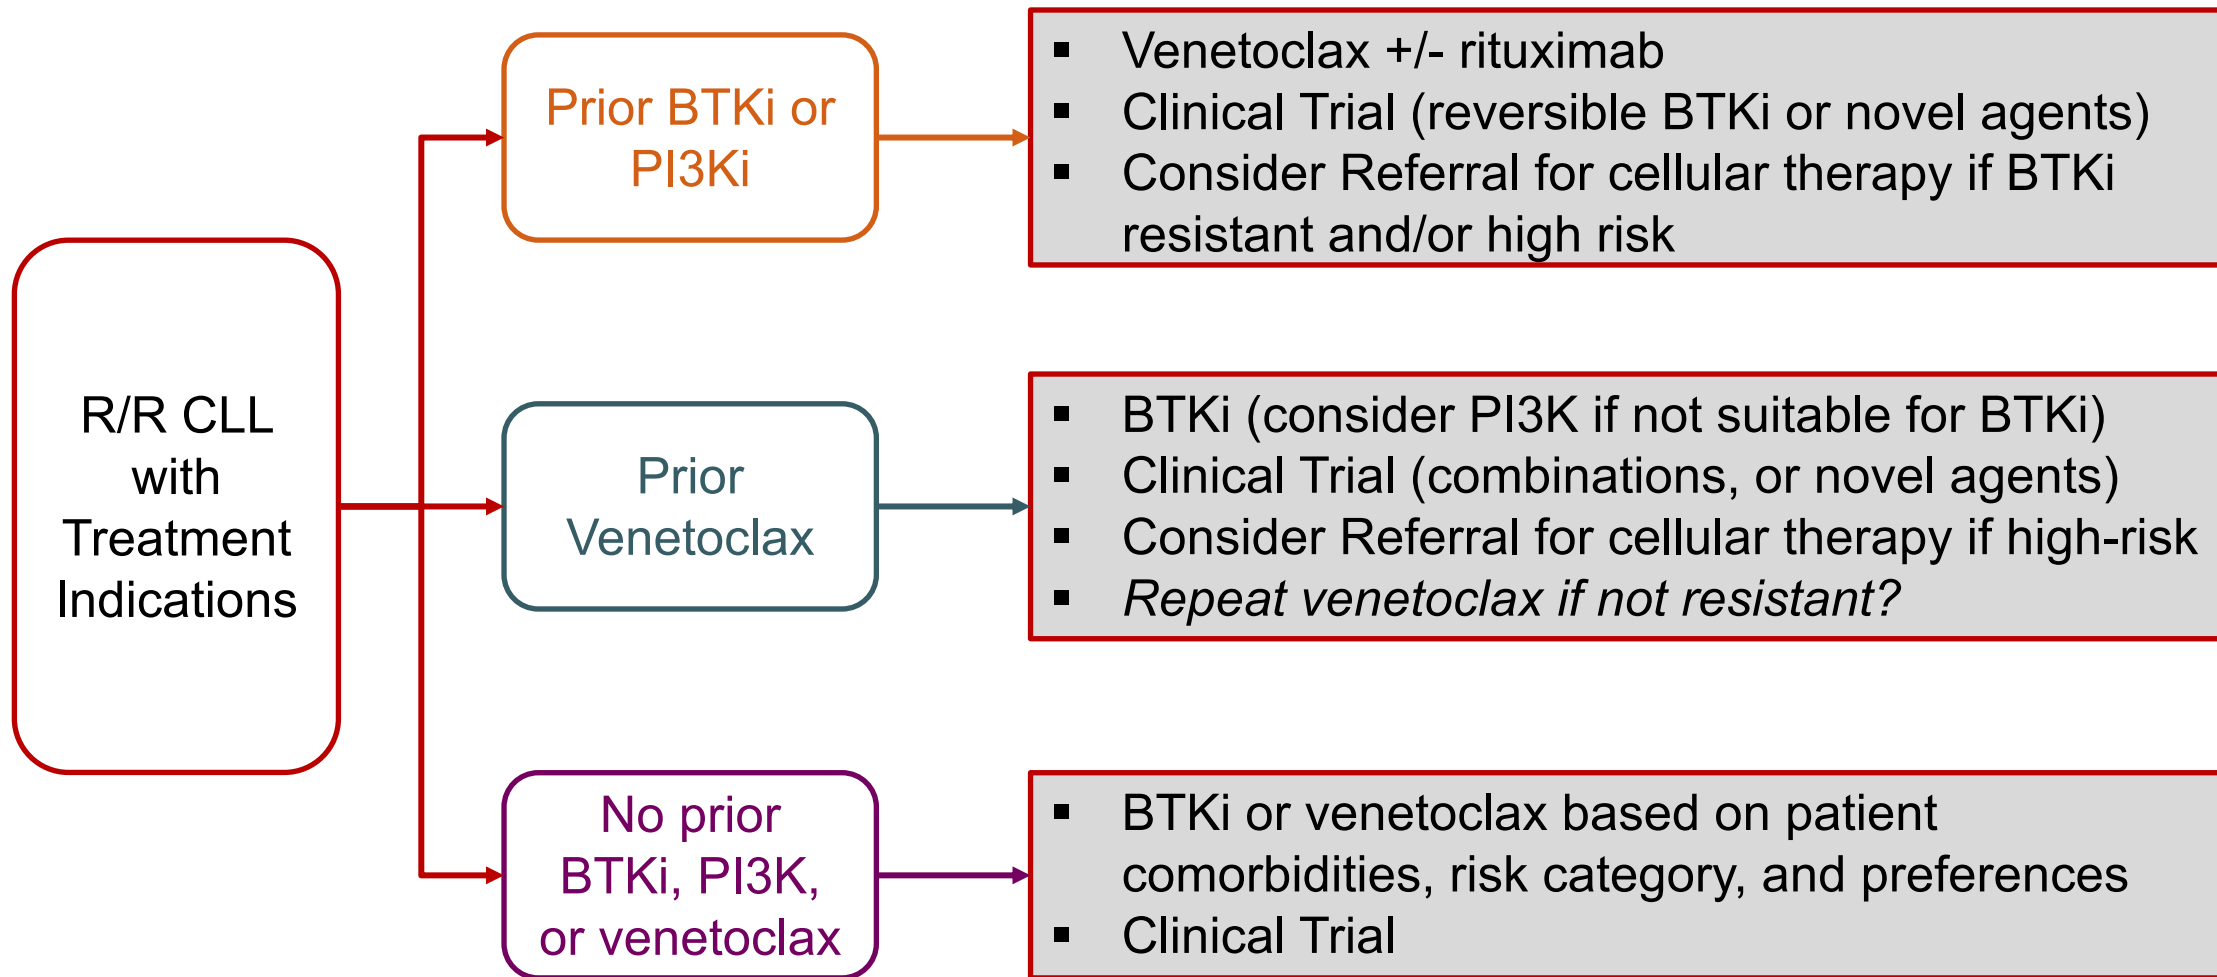 R/R CLL
with
Treatment
Indications
Prior BTKi or
PI3Ki
▪ Venetoclax +/- rituximab
▪ Clinical Trial (reversible BTKi or novel agents)
▪ Consider Referral for cellular therapy if BTKi
resistant and/or high risk
Prior
Venetoclax
▪ BTKi (consider PI3K if not suitable for BTKi)
▪ Clinical Trial (combinations, or novel agents)
▪ Consider Referral for cellular therapy if high-risk
▪ Repeat venetoclax if not resistant?
No prior
BTKi, PI3K,
or venetoclax
▪ BTKi or venetoclax based on patient
comorbidities, risk category, and preferences
▪ Clinical Trial